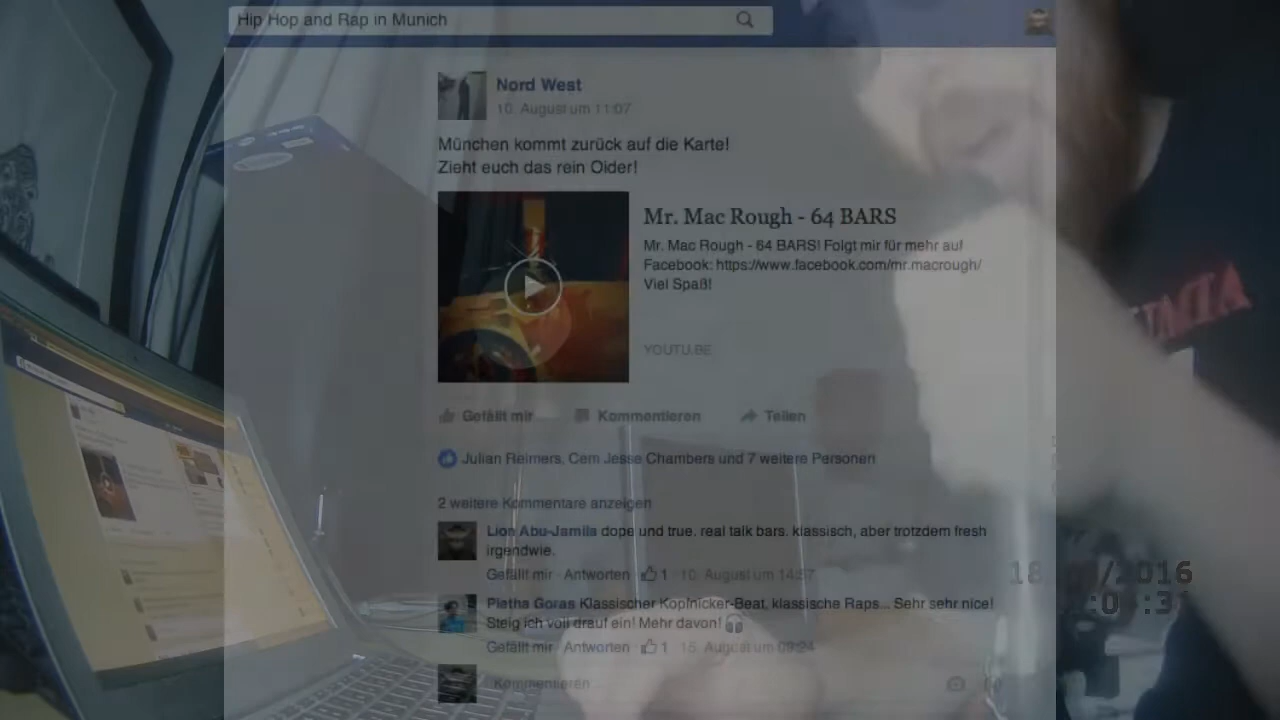 Hip Hop and Rap in Munich
Nord West
10. August um 11:07
München kommt zurück auf die Karte!
Zieht euch das rein Older!
Mr. Mac Rough - 64 BARS
Mr. Mac Rough - 64 BARS! Folgt mir für mehr auf
Facebook: https://www.facebook.com/mr.macrough/
Viel Spaß!
YOUTU.BE
Gefällt mir Kommentieren Teilen
Julian Reimers, Cem Jesse Chambers und 7 weitere Personen
2 weitere Kommentare anzeigen
Lion Abu-Jamila dope und true. real talk bars. klassisch, aber trotzdem fresh
irgendwie.
Gefällt mir · Antworten · 1 · 10. August um 14:57
Pletha Goras Klassischer Kopfnicker-Beat, klassische Raps... Sehr sehr nice!
Steig ich voll drauf ein! Mehr davon!
Gefällt mir · Antworten · 1 · 15. August um 09:24
Kommentieren...
18 /2016